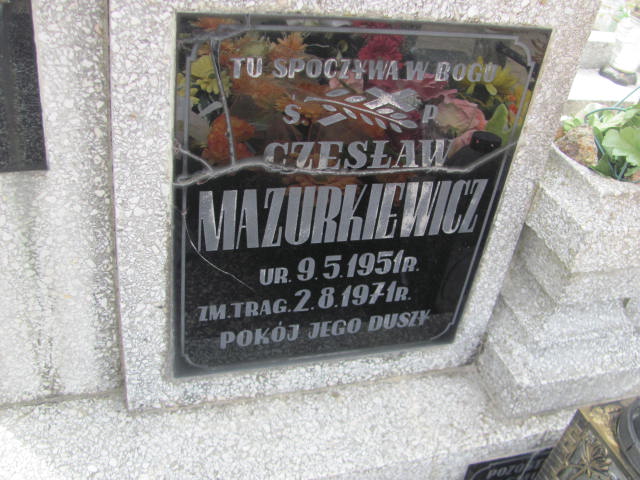 TU SPOCZYWA W BOGU
Ś P
CZESŁAW
MAZURKIEWICZ
UR. 9.5.1951R.
ZM.TRAG. 2.8.1971R.
POKÓJ JEGO DUSZY